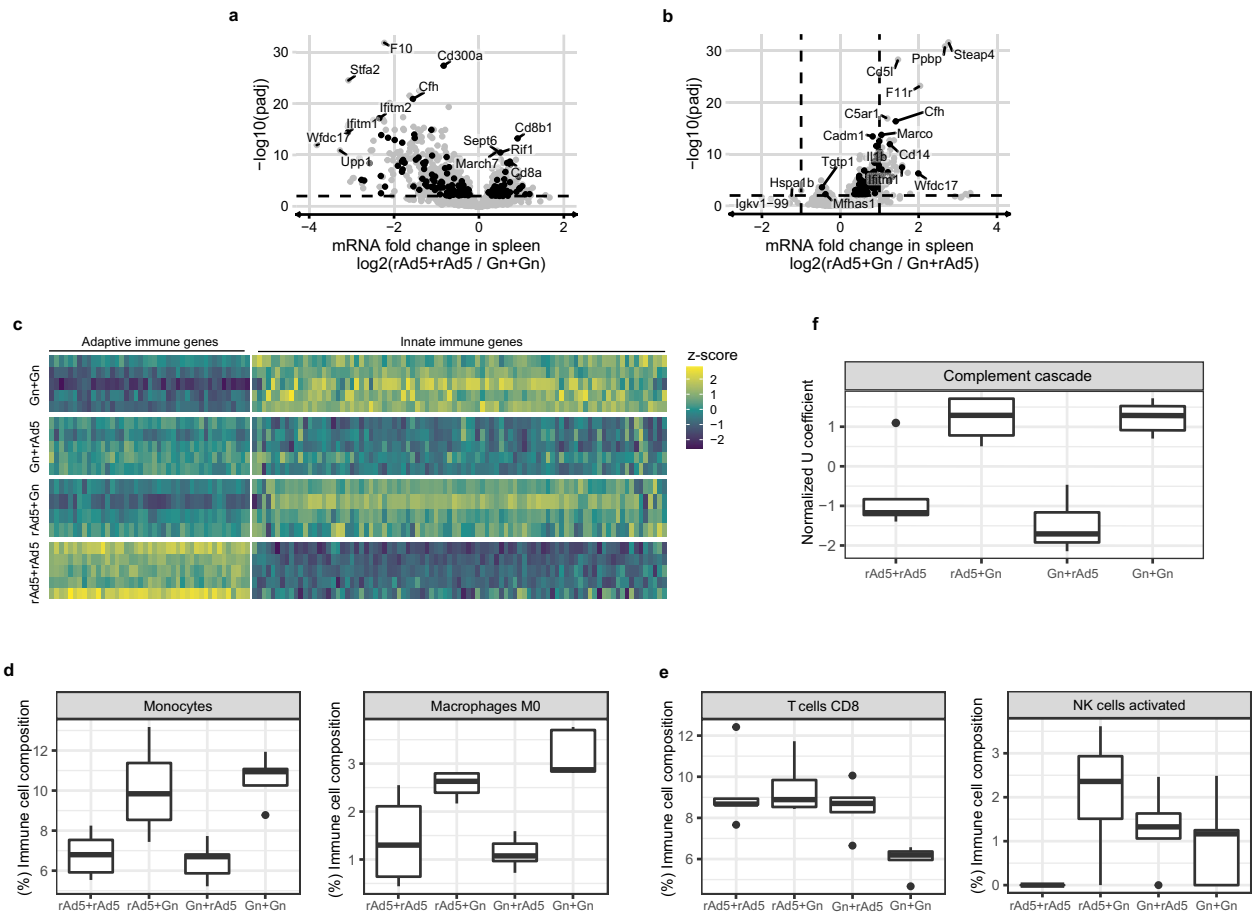 a
−log10(padj)
30
20
10
0
−4
−2
0
2
F10
Cd300a
Stfa2
Cfh
Ifitm2
Ifitm1
Wfdc17
Upp1
Sept6
Cd8b1
Rif1
March7
Cd8a
mRNA fold change in spleen
log2(rAd5+rAd5 / Gn+Gn)
b
−log10(padj)
30
20
10
0
−2
0
2
4
Ppbp
Steap4
Cd5l
F11r
C5ar1
Cfh
Cadm1
Marco
Il1b
Cd14
Tgtp1
Ifitm1
Hspa1b
Wfdc17
Igkv1−99
Mfhas1
mRNA fold change in spleen
log2(rAd5+Gn / Gn+rAd5)
c
Adaptive immune genes
Innate immune genes
Gn+Gn
Gn+rAd5
rAd5+Gn
rAd5+rAd5
z-score
2
1
0
−1
−2
f
Complement cascade
Normalized U coefficient
1
0
−1
−2
rAd5+rAd5
rAd5+Gn
Gn+rAd5
Gn+Gn
d
Monocytes
(%) Immune cell composition
12
10
8
6
rAd5+rAd5
rAd5+Gn
Gn+rAd5
Gn+Gn
Macrophages M0
(%) Immune cell composition
3
2
1
rAd5+rAd5
rAd5+Gn
Gn+rAd5
Gn+Gn
e
T cells CD8
(%) Immune cell composition
12
10
8
6
rAd5+rAd5
rAd5+Gn
Gn+rAd5
Gn+Gn
NK cells activated
(%) Immune cell composition
3
2
1
0
rAd5+rAd5
rAd5+Gn
Gn+rAd5
Gn+Gn